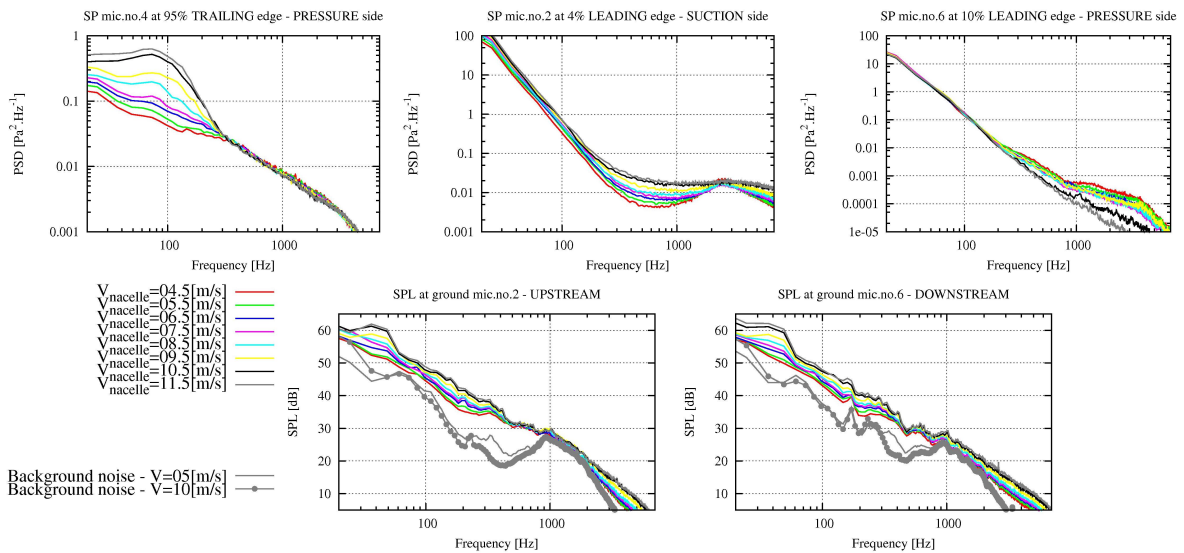 SP mic.no.4 at 95% TRAILING edge - PRESSURE side
SP mic.no.2 at 4% LEADING edge - SUCTION side
SP mic.no.6 at 10% LEADING edge - PRESSURE side
PSD [Pa².Hz⁻¹]
1
0.1
0.01
0.001
100
1000
Frequency [Hz]
PSD [Pa².Hz⁻¹]
100
10
1
0.1
0.01
0.001
100
1000
Frequency [Hz]
PSD [Pa².Hz⁻¹]
100
10
1
0.1
0.01
0.001
0.0001
1e-05
100
1000
Frequency [Hz]
Vnacelle=04.5[m/s]
Vnacelle=05.5[m/s]
Vnacelle=06.5[m/s]
Vnacelle=07.5[m/s]
Vnacelle=08.5[m/s]
Vnacelle=09.5[m/s]
Vnacelle=10.5[m/s]
Vnacelle=11.5[m/s]
Background noise - V=05[m/s]
Background noise - V=10[m/s]
SPL at ground mic.no.2 - UPSTREAM
SPL [dB]
60
50
40
30
20
10
100
1000
Frequency [Hz]
SPL at ground mic.no.6 - DOWNSTREAM
SPL [dB]
60
50
40
30
20
10
100
1000
Frequency [Hz]